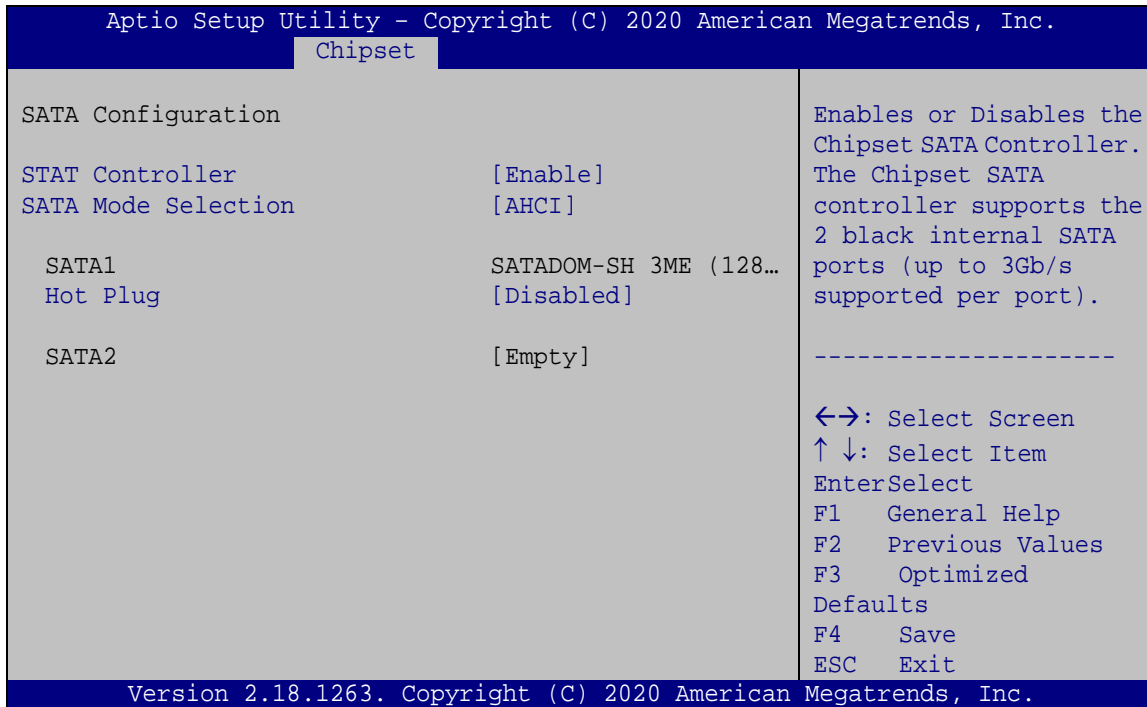 Aptio Setup Utility – Copyright (C) 2020 American Megatrends, Inc.
Chipset
SATA Configuration
STAT Controller [Enable]
SATA Mode Selection [AHCI]
SATA1 SATADOM-SH 3ME (128…
Hot Plug [Disabled]
SATA2 [Empty]
Enables or Disables the
Chipset SATA Controller.
The Chipset SATA
controller supports the
2 black internal SATA
ports (up to 3Gb/s
supported per port).
---------------------
←→: Select Screen
↑ ↓: Select Item
EnterSelect
F1 General Help
F2 Previous Values
F3 Optimized
Defaults
F4 Save
ESC Exit
Version 2.18.1263. Copyright (C) 2020 American Megatrends, Inc.